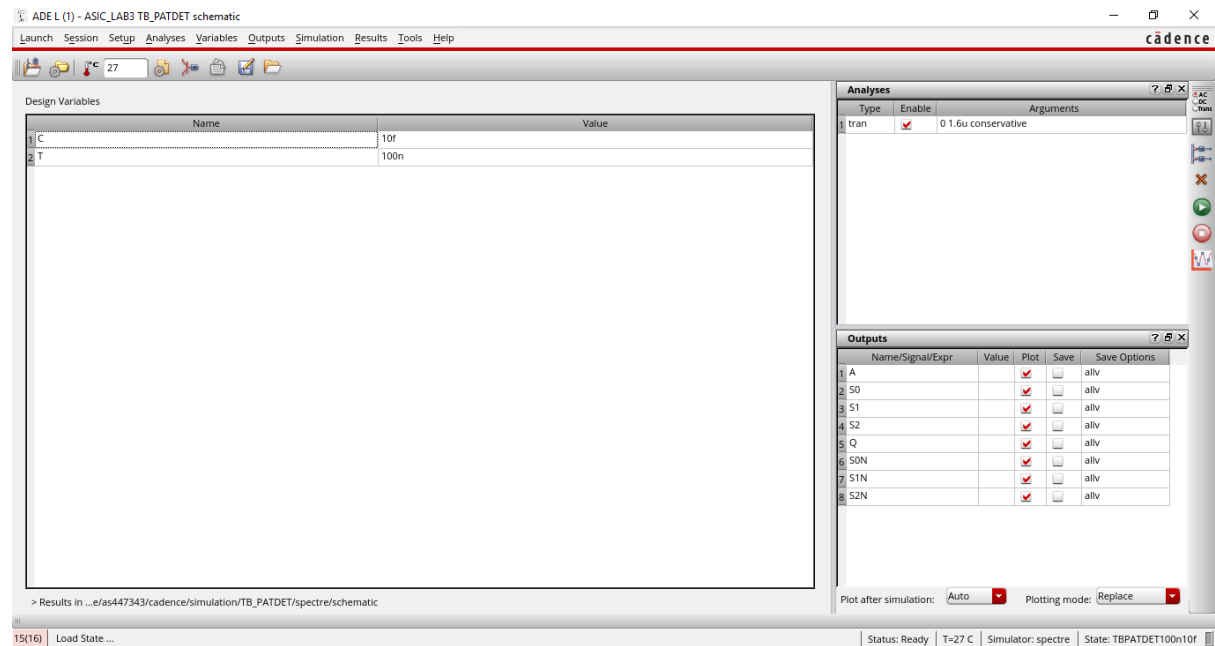 ADE L (1) - ASIC_LAB3 TB_PATDET schematic
Launch Session Setup Analyses Variables Outputs Simulation Results Tools Help
cādence
°C 27
Design Variables
Name Value
1 C 10f
2 T 100n
> Results in ...e/as447343/cadence/simulation/TB_PATDET/spectre/schematic
Analyses
Type Enable Arguments
1 tran 0 1.6u conservative
AC
DC
Trans
Outputs
Name/Signal/Expr Value Plot Save Save Options
1 A allv
2 S0 allv
3 S1 allv
4 S2 allv
5 Q allv
6 S0N allv
7 S1N allv
8 S2N allv
Plot after simulation: Auto Plotting mode: Replace
15(16) Load State ... Status: Ready T=27 C Simulator: spectre State: TBPATDET100n10f